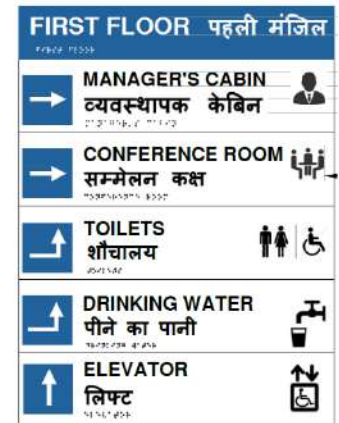 FIRST FLOOR पहली मंजिल
MANAGER'S CABIN
व्यवस्थापक केबिन
CONFERENCE ROOM
सम्मेलन कक्ष
TOILETS
शौचालय
DRINKING WATER
पीने का पानी
ELEVATOR
लिफ्ट